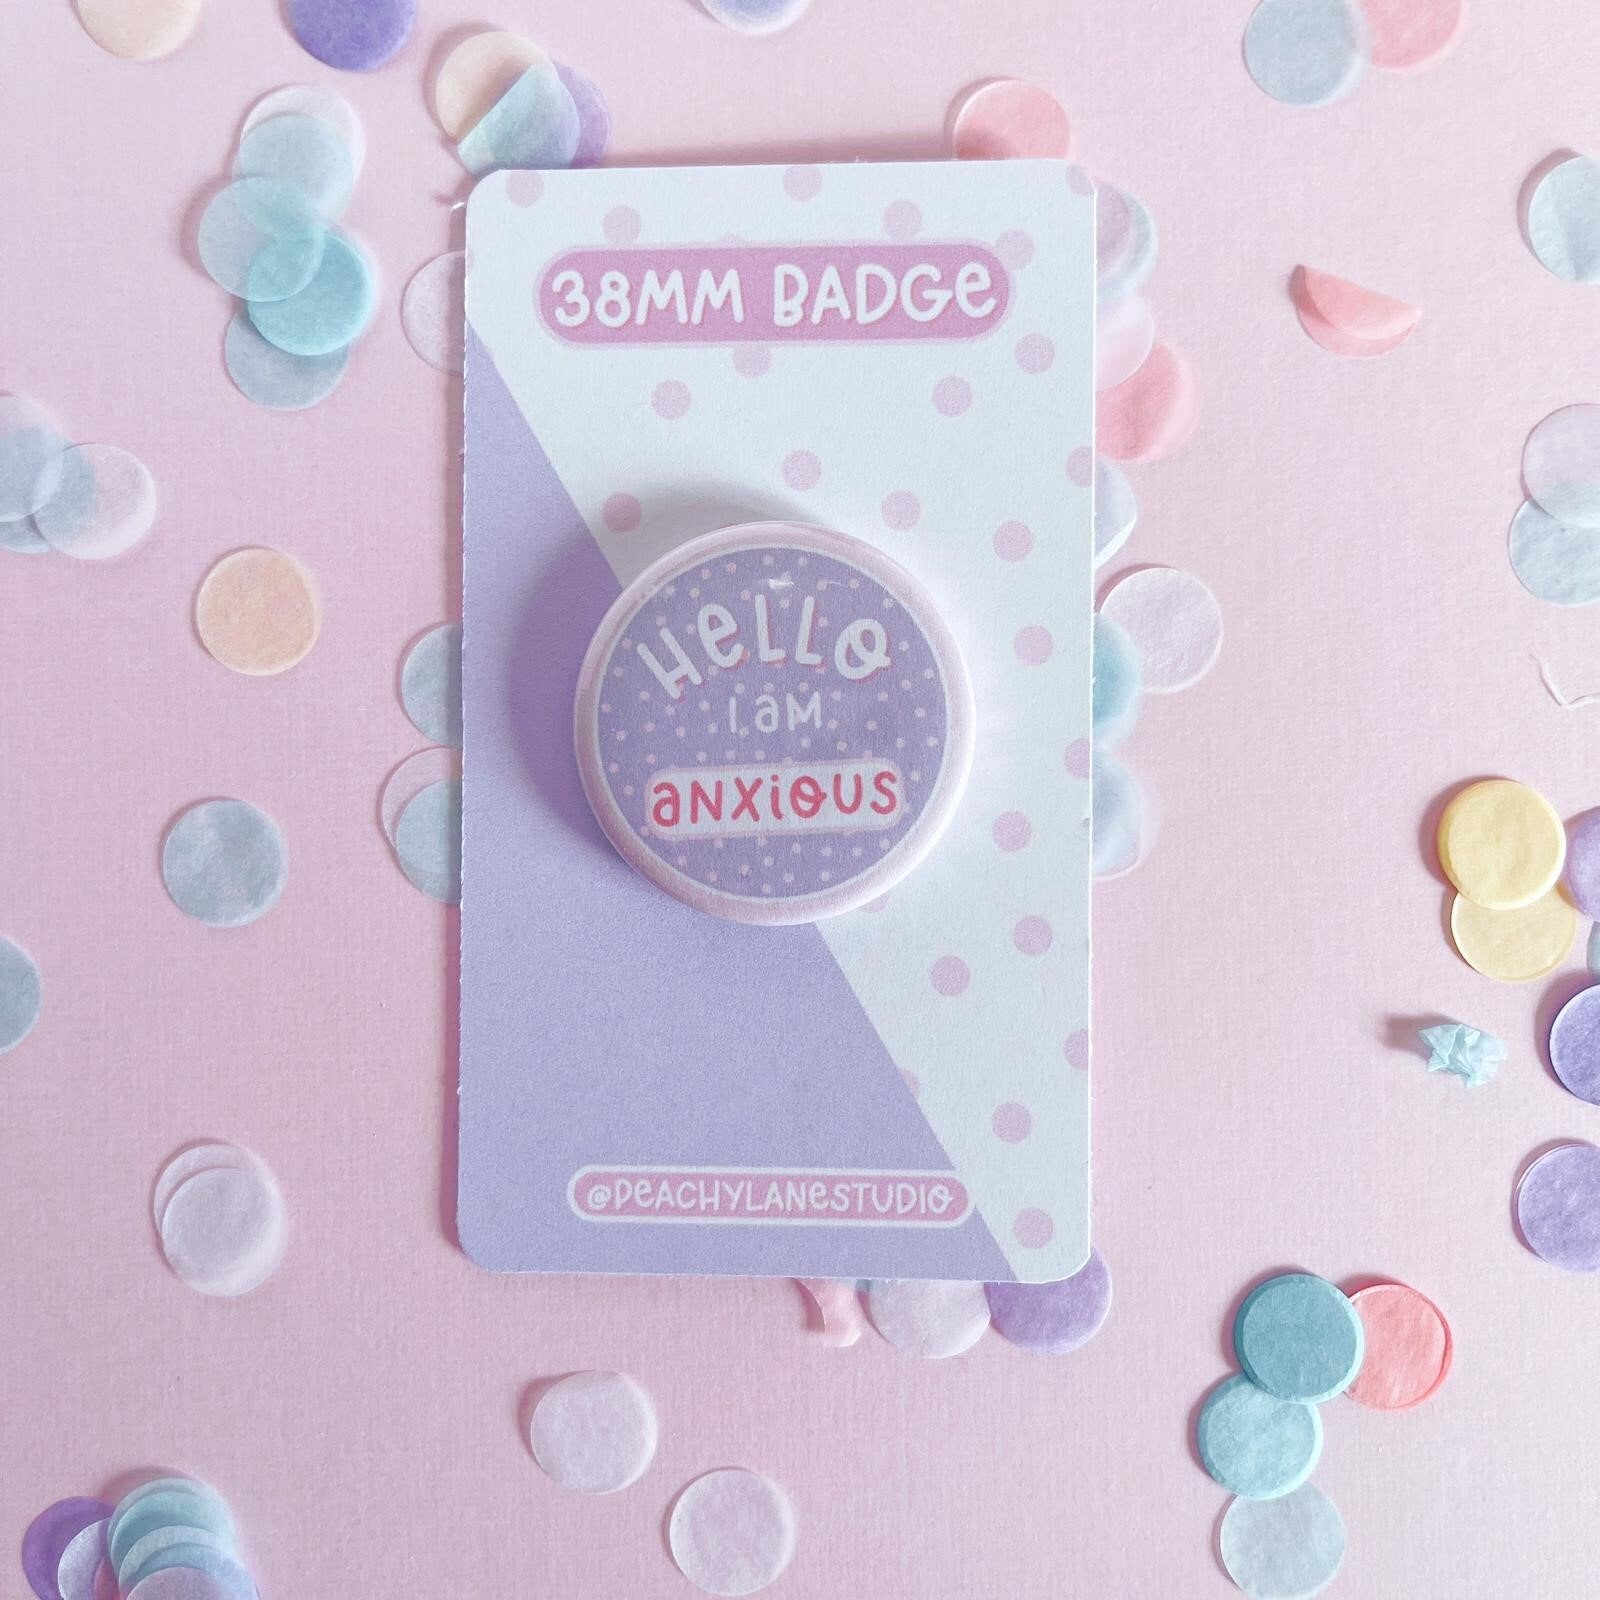 38MM BADGe
HeLLO
i aM
aNXiOUS
@PeACHYLANeSTUDIO